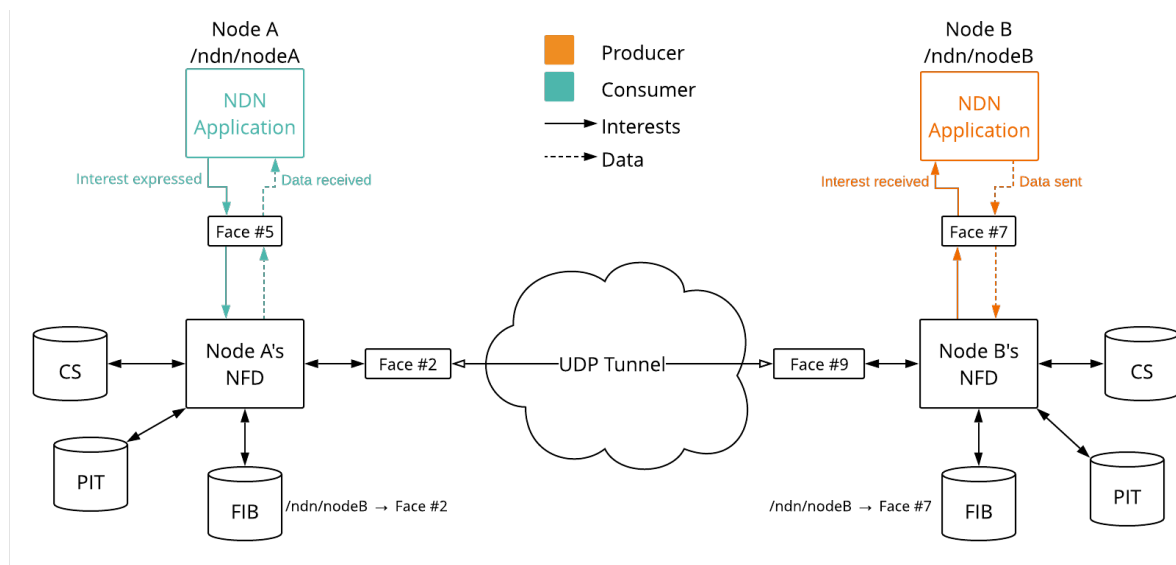 Node A
/ndn/nodeA
NDN
Application
Interest expressed
Data received
Face #5
Node A's
NFD
CS
PIT
FIB
/ndn/nodeB → Face #2
Face #2
Producer
Consumer
Interests
Data
UDP Tunnel
Node B
/ndn/nodeB
NDN
Application
Interest received
Data sent
Face #7
Face #9
Node B's
NFD
CS
PIT
FIB
/ndn/nodeB → Face #7